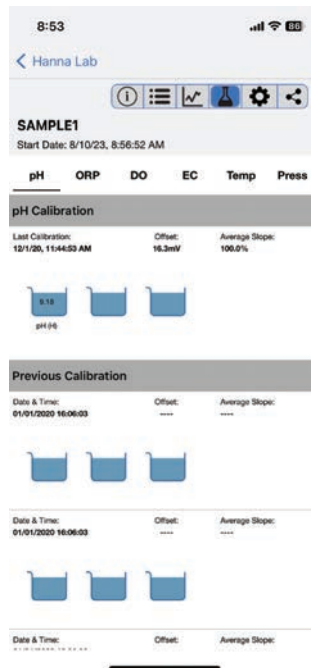 8:53
86
Hanna Lab
SAMPLE1
Start Date: 8/10/23, 8:56:52 AM
pH ORP DO EC Temp Press
pH Calibration
Last Calibration: Offset: Average Slope:
12/1/20, 11:44:53 AM 16.3mV 100.0%
9.18
pH (H)
Previous Calibration
Date & Time: Offset: Average Slope:
01/01/2020 16:06:03 ---- ----
Date & Time: Offset: Average Slope:
01/01/2020 16:06:03 ---- ----
Date & Time: Offset: Average Slope: